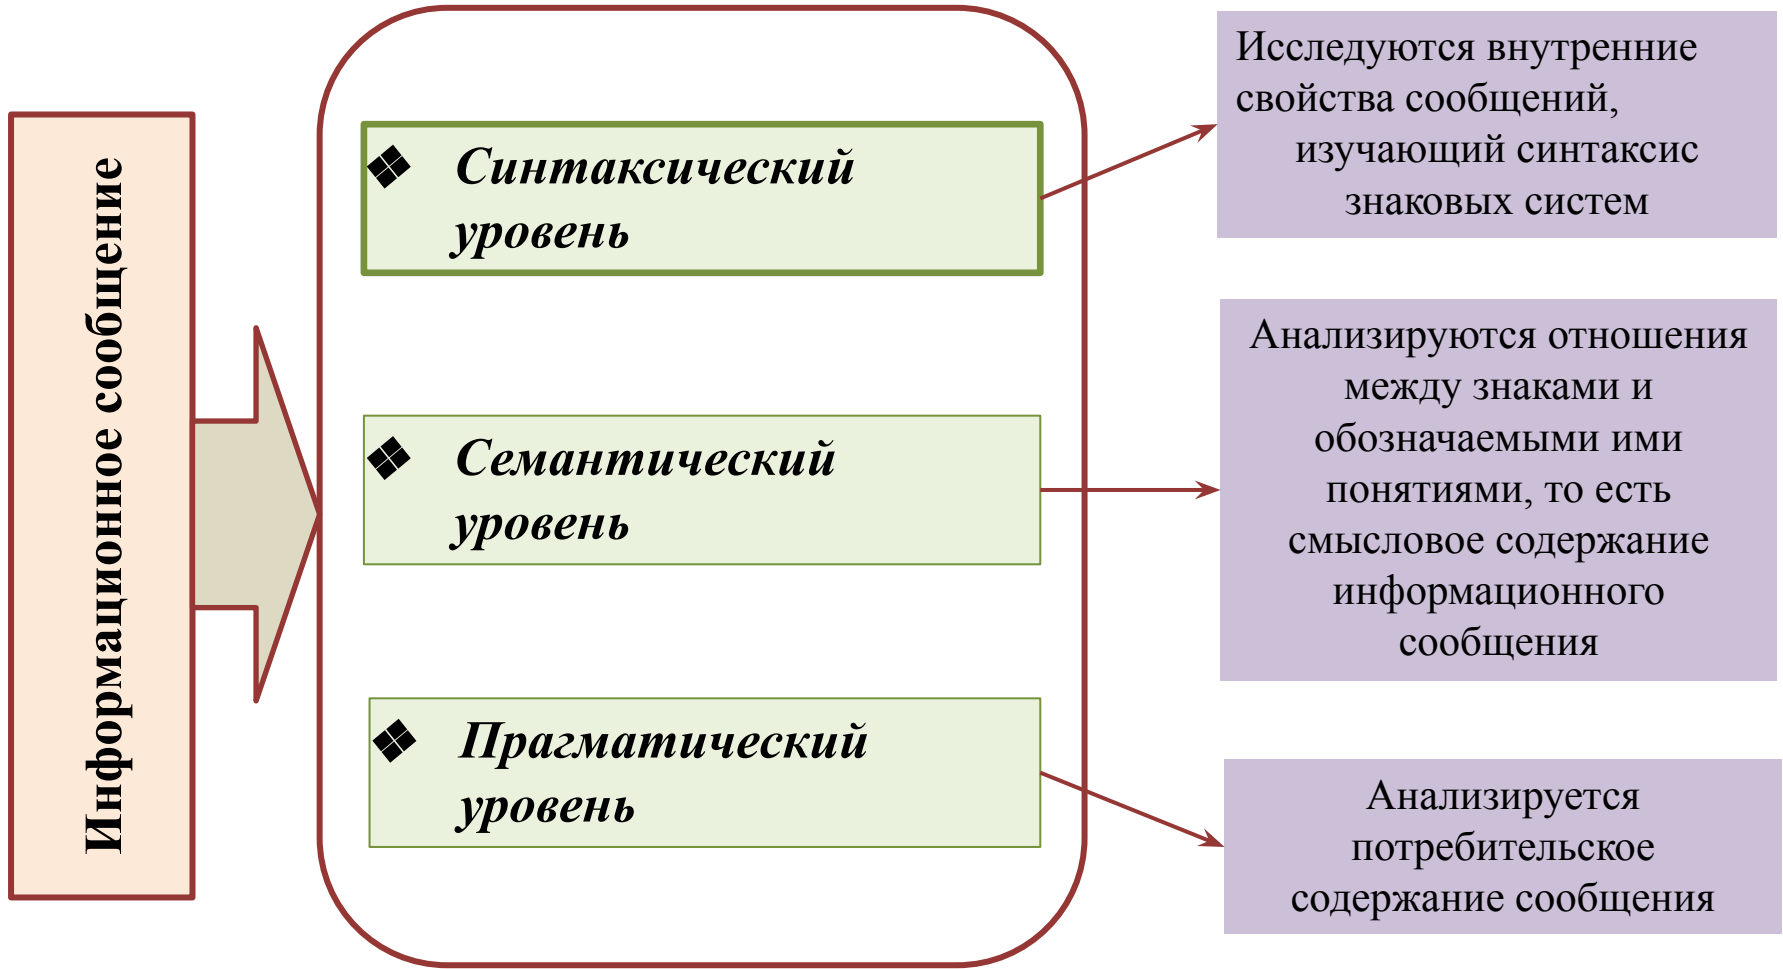 Информационное сообщение
❖ Синтаксический
уровень
Исследуются внутренние
свойства сообщений,
изучающий синтаксис
знаковых систем
❖ Семантический
уровень
Анализируются отношения
между знаками и
обозначаемыми ими
понятиями, то есть
смысловое содержание
информационного
сообщения
❖ Прагматический
уровень
Анализируется
потребительское
содержание сообщения